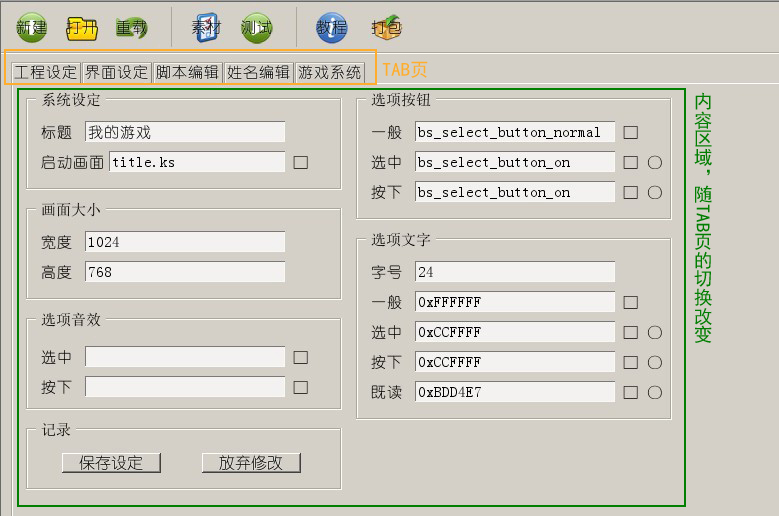 新建 打开 重载 素材 测试 教程 打包
工程设定 界面设定 脚本编辑 姓名编辑 游戏系统 TAB页
系统设定
标题 我的游戏
启动画面 title.ks
画面大小
宽度 1024
高度 768
选项音效
选中
按下
记录
保存设定 放弃修改
选项按钮
一般 bs_select_button_normal
选中 bs_select_button_on
按下 bs_select_button_on
选项文字
字号 24
一般 0xFFFFFF
选中 0xCCFFFF
按下 0xCCFFFF
既读 0xBDD4E7
内容区域，随TAB页的切换改变